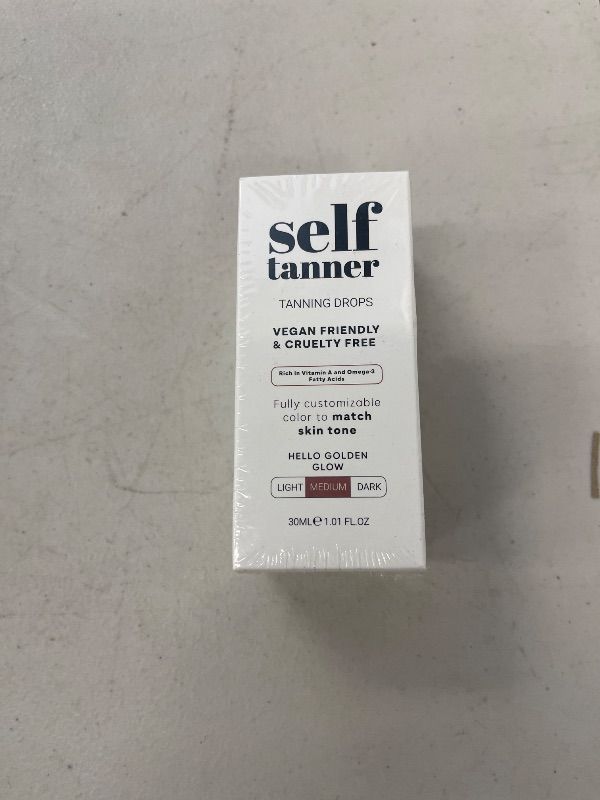 self
tanner
TANNING DROPS
VEGAN FRIENDLY
& CRUELTY FREE
Rich in Vitamin A and Omega-3
Fatty Acids
Fully customizable
color to match
skin tone
HELLO GOLDEN
GLOW
LIGHT MEDIUM DARK
30ML℮ 1.01 FL.OZ